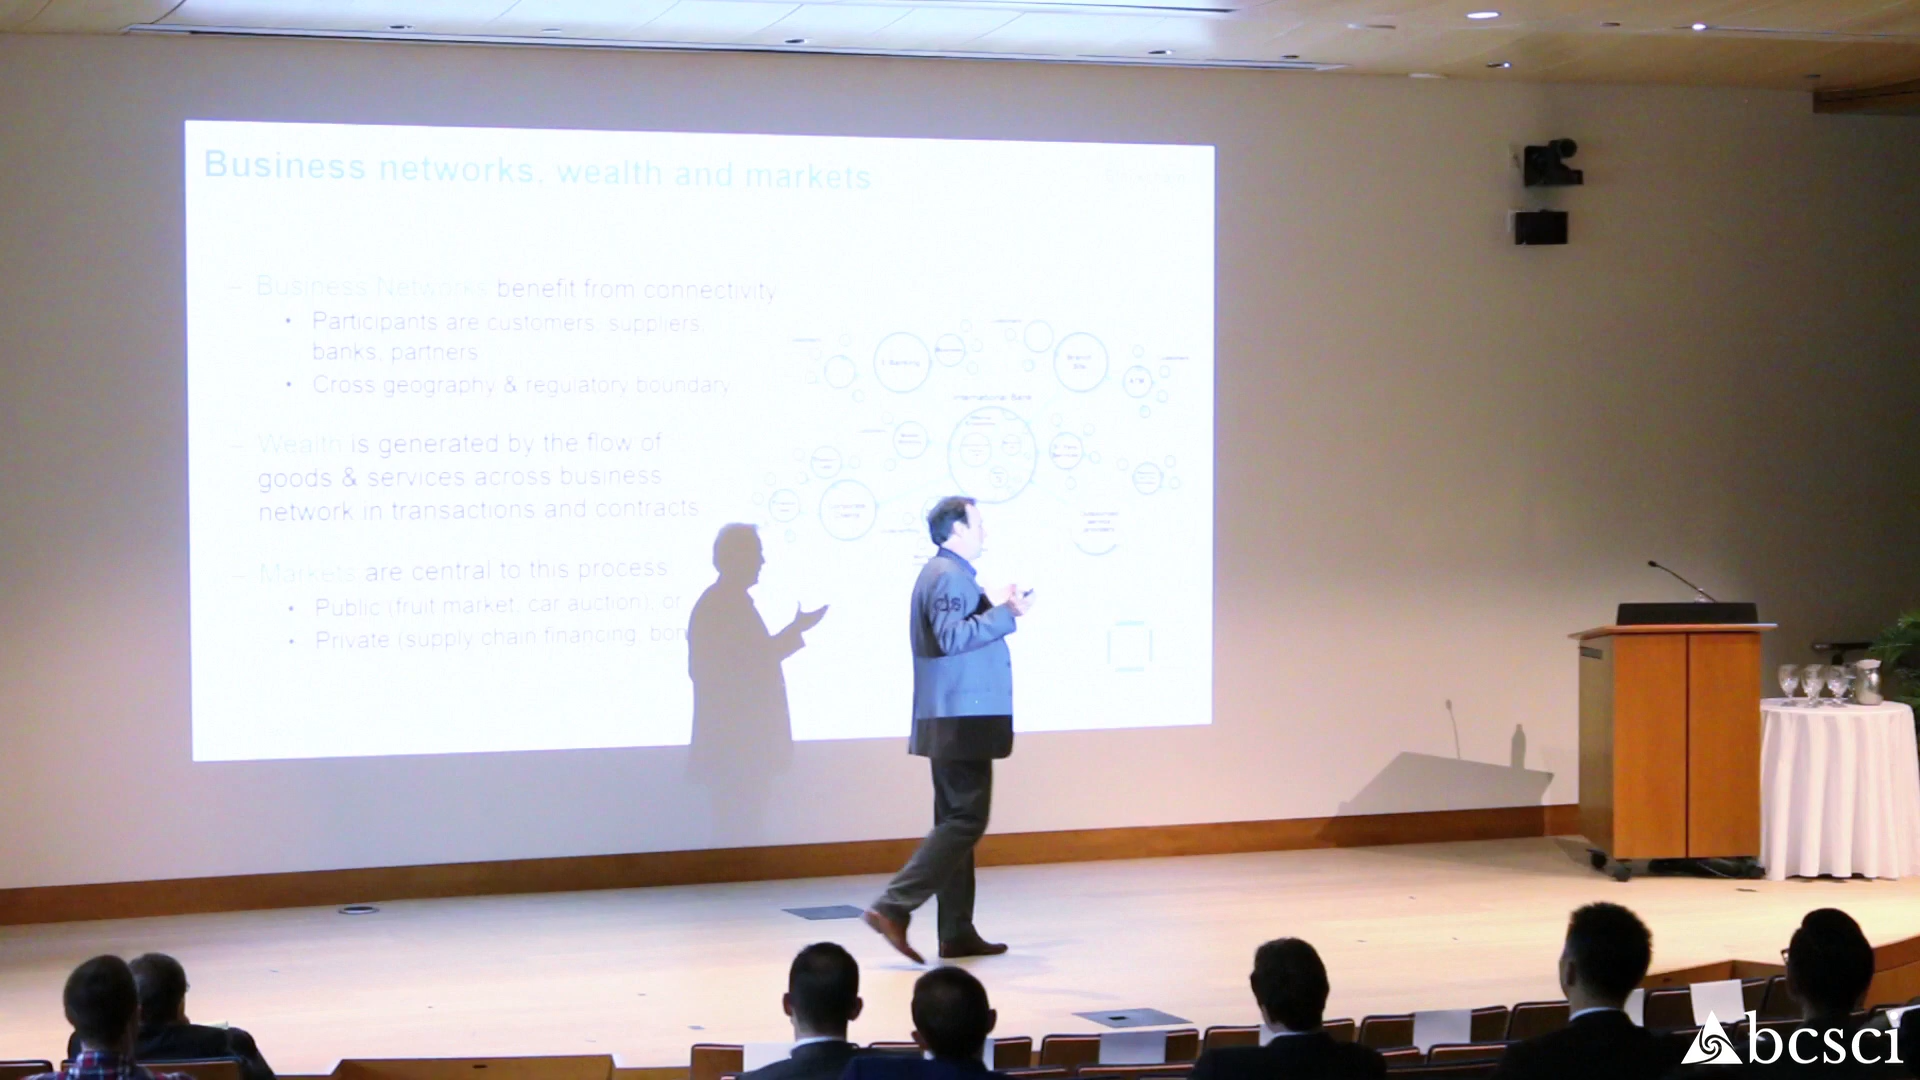 Business networks, wealth and markets
– Business Networks benefit from connectivity
• Participants are customers, suppliers,
banks, partners
• Cross geography & regulatory boundary
– Wealth is generated by the flow of
goods & services across business
network in transactions and contracts
– Markets are central to this process
• Public (fruit market, car auction), or
• Private (supply chain financing, bon
International Bank
bcsci